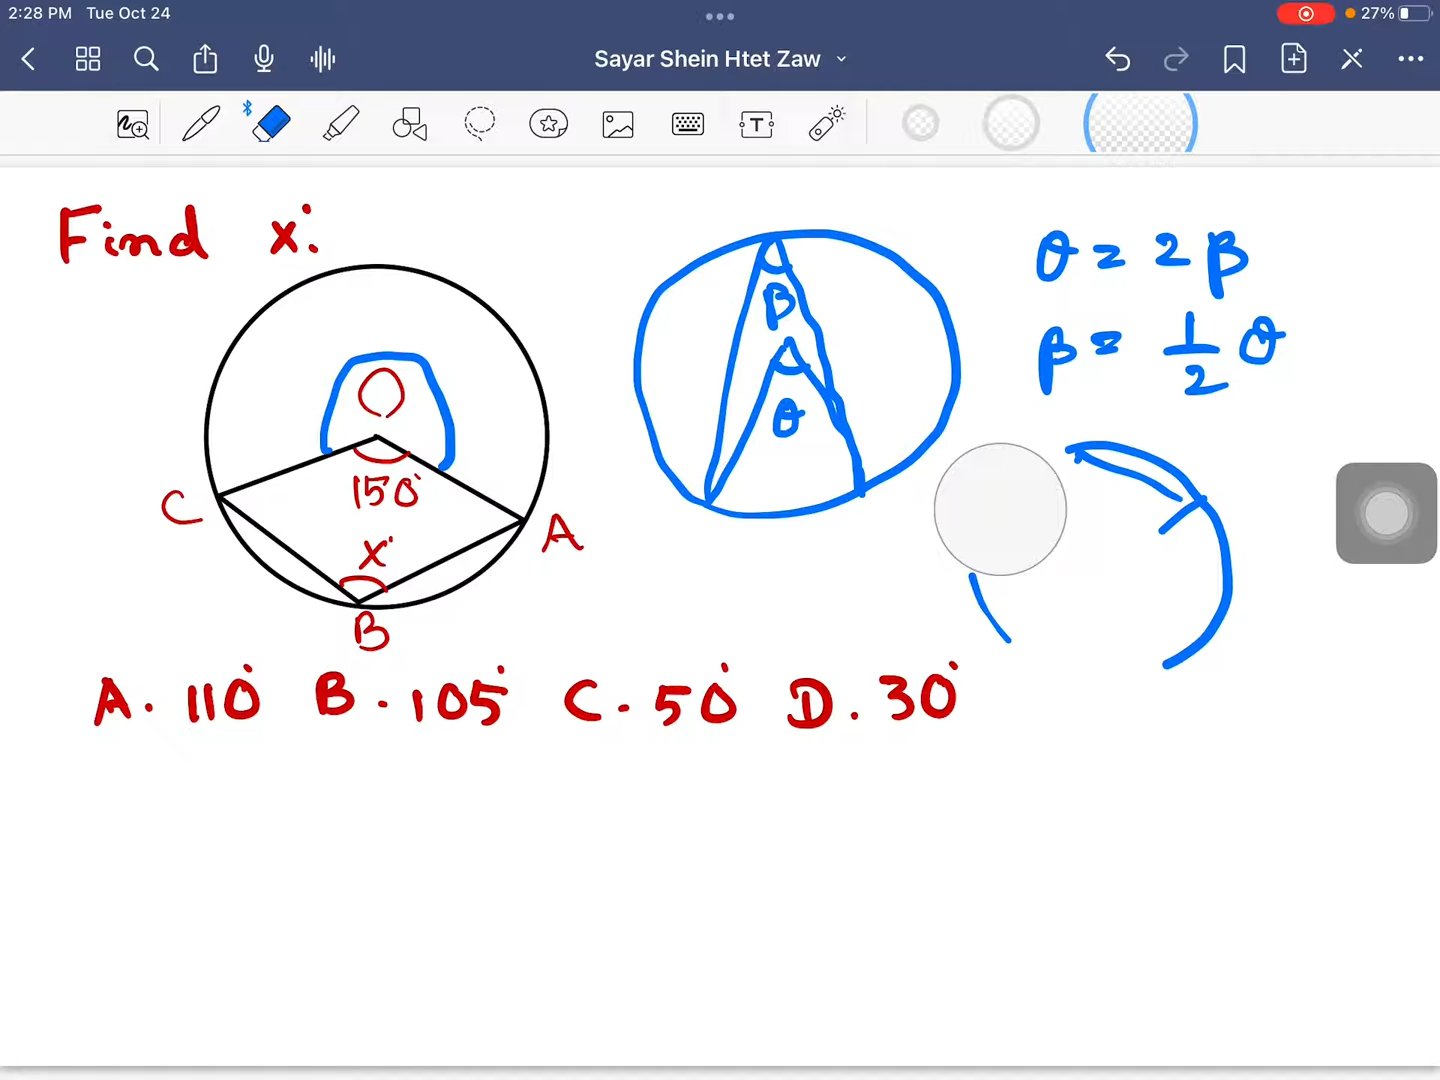 2:28 PM Tue Oct 24
27%
Sayar Shein Htet Zaw
T
Find x:
O
150°
C
A
x°
B
β
θ
θ = 2β
β = 1/2 θ
A. 110° B. 105° C. 50° D. 30°